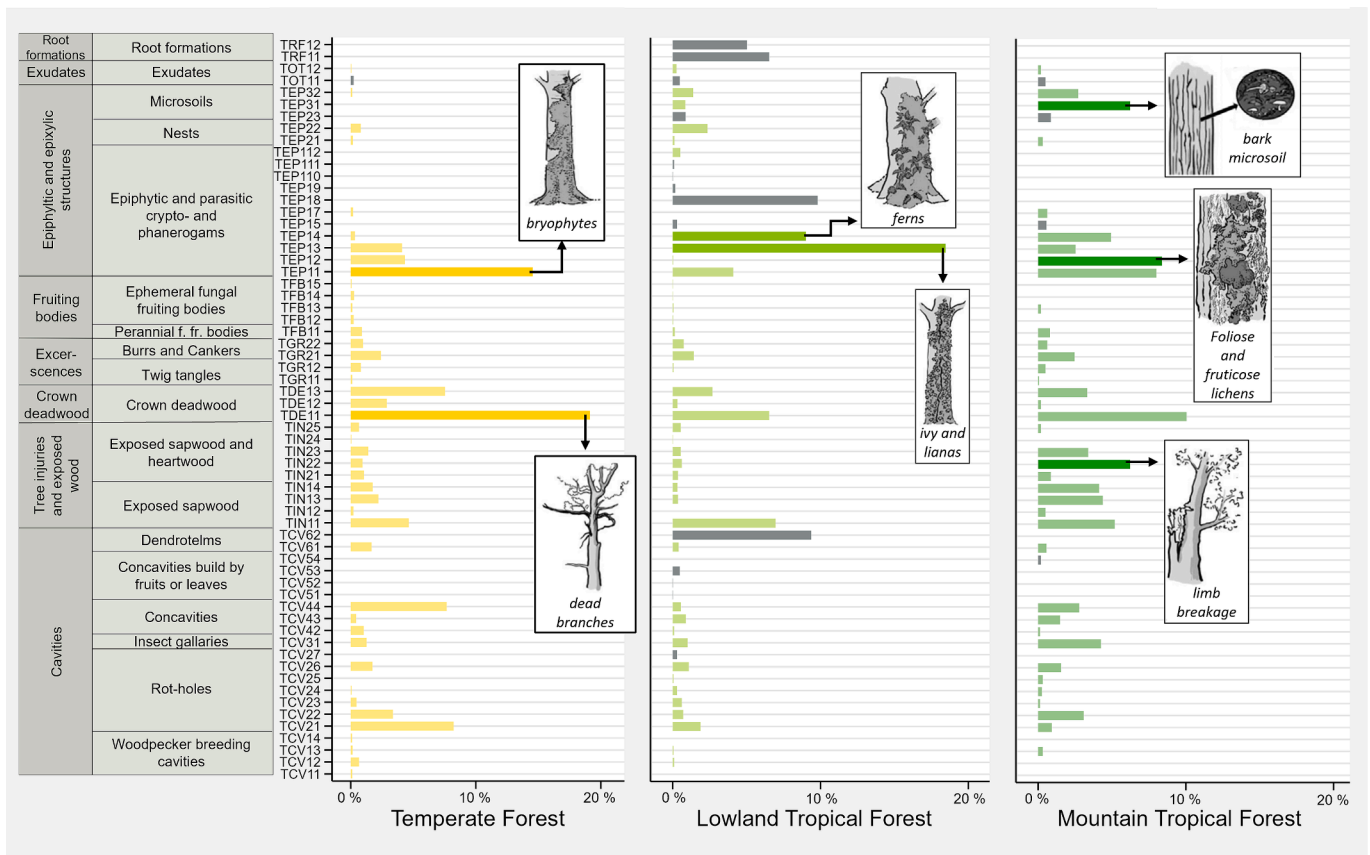 Root
formations
Root formations
Exudates
Exudates
Epiphyltic and epixylic
structures
Microsoils
Nests
Epiphytic and parasitic
crypto- and
phanerogams
Fruiting
bodies
Ephemeral fungal
fruiting bodies
Perannial f. fr. bodies
Excer-
scences
Burrs and Cankers
Twig tangles
Crown
deadwood
Crown deadwood
Tree injuries
and exposed
wood
Exposed sapwood and
heartwood
Exposed sapwood
Cavities
Dendrotelms
Concavities build by
fruits or leaves
Concavities
Insect gallaries
Rot-holes
Woodpecker breeding
cavities
TRF12
TRF11
TOT12
TOT11
TEP32
TEP31
TEP23
TEP22
TEP21
TEP112
TEP111
TEP110
TEP19
TEP18
TEP17
TEP15
TEP14
TEP13
TEP12
TEP11
TFB15
TFB14
TFB13
TFB12
TFB11
TGR22
TGR21
TGR12
TGR11
TDE13
TDE12
TDE11
TIN25
TIN24
TIN23
TIN22
TIN21
TIN14
TIN13
TIN12
TIN11
TCV62
TCV61
TCV54
TCV53
TCV52
TCV51
TCV44
TCV43
TCV42
TCV31
TCV27
TCV26
TCV25
TCV24
TCV23
TCV22
TCV21
TCV14
TCV13
TCV12
TCV11
bryophytes
dead
branches
0 % 10 % 20 %
Temperate Forest
ferns
ivy and
lianas
0 % 10 % 20 %
Lowland Tropical Forest
bark
microsoil
Foliose
and
fruticose
lichens
limb
breakage
0 % 10 % 20 %
Mountain Tropical Forest